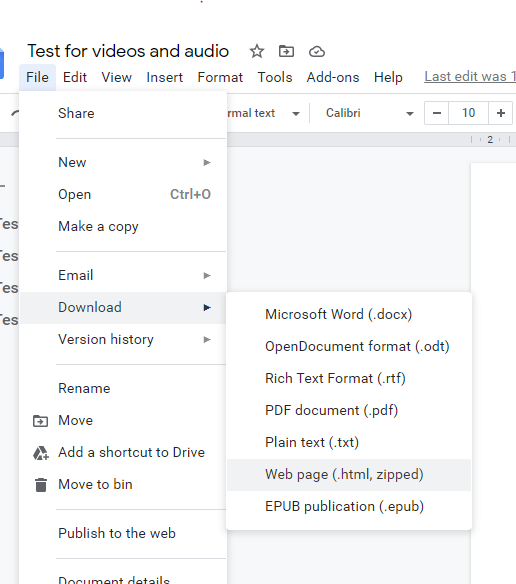 Test for videos and audio
File Edit View Insert Format Tools Add-ons Help Last edit was 1
rmal text Calibri 10
2
Share
New
Open Ctrl+O
Make a copy
Email
Download
Version history
Rename
Move
Add a shortcut to Drive
Move to bin
Publish to the web
Document details
Microsoft Word (.docx)
OpenDocument format (.odt)
Rich Text Format (.rtf)
PDF document (.pdf)
Plain text (.txt)
Web page (.html, zipped)
EPUB publication (.epub)
Tes
Tes
Tes
Tes